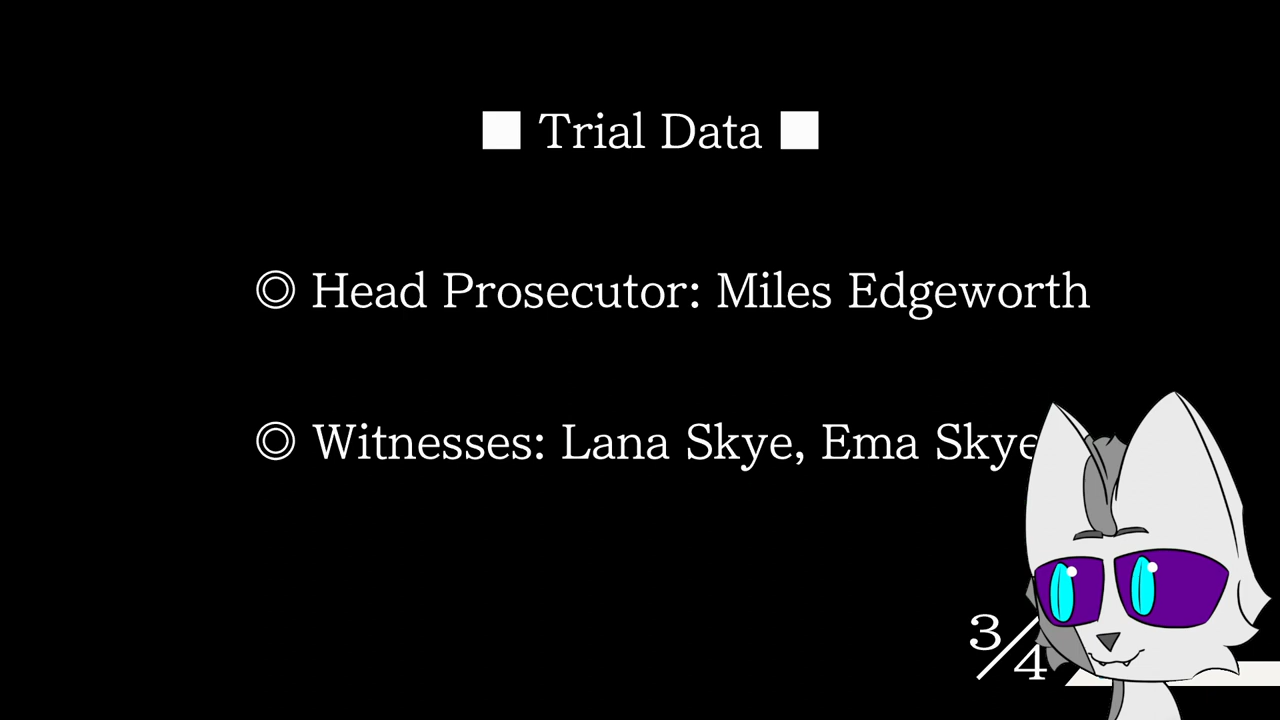 ■ Trial Data ■
◎ Head Prosecutor: Miles Edgeworth
◎ Witnesses: Lana Skye, Ema Skye
3/4